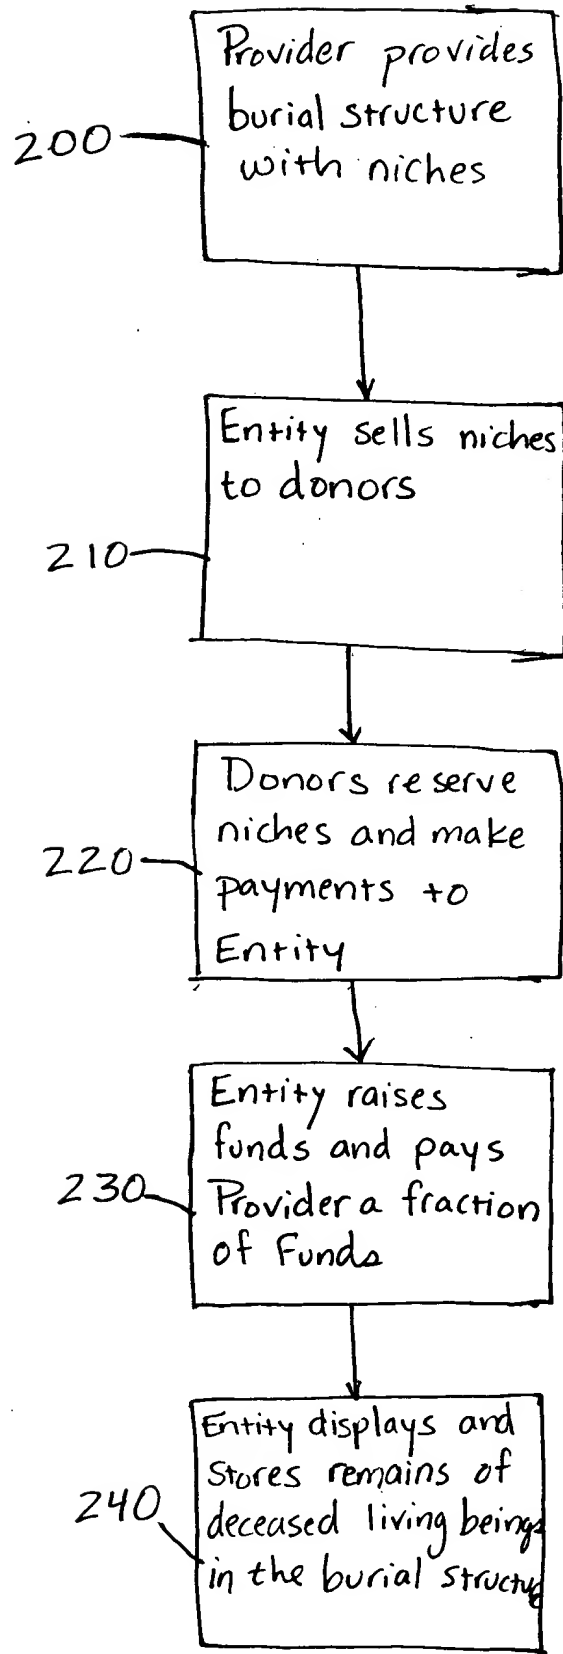 Provider provides
burial structure
with niches
200
Entity sells niches
to donors
210
Donors reserve
niches and make
payments to
Entity
220
Entity raises
funds and pays
Provider a fraction
of Funds
230
Entity displays and
Stores remains of
deceased living beings
in the burial structure
240